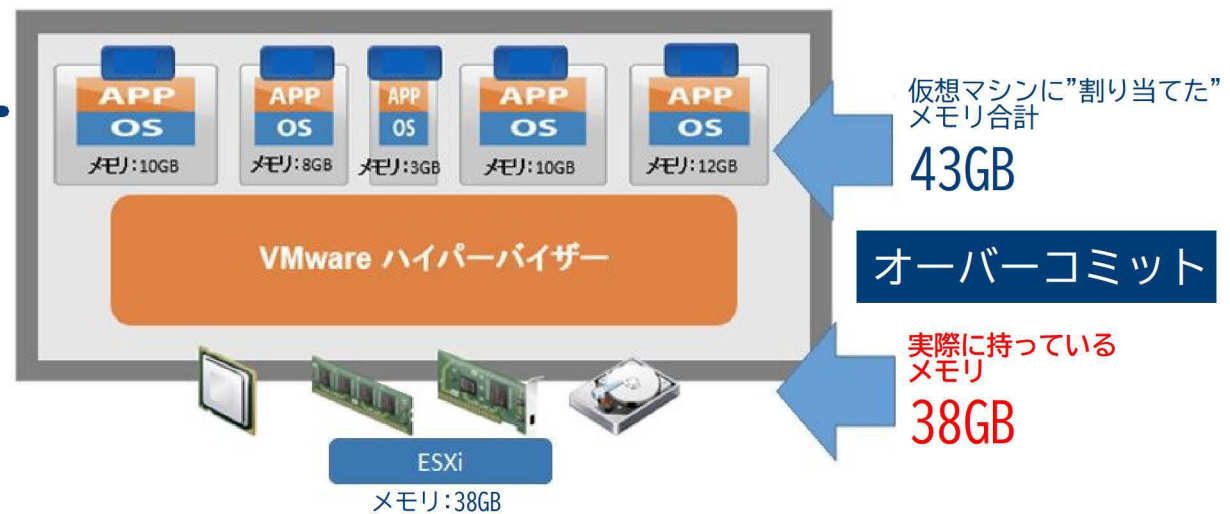 APP
OS
メモリ:10GB
APP
OS
メモリ:8GB
APP
OS
メモリ:3GB
APP
OS
メモリ:10GB
APP
OS
メモリ:12GB
仮想マシンに”割り当てた”
メモリ合計
43GB
VMware ハイパーバイザー
オーバーコミット
実際に持っている
メモリ
38GB
ESXi
メモリ:38GB